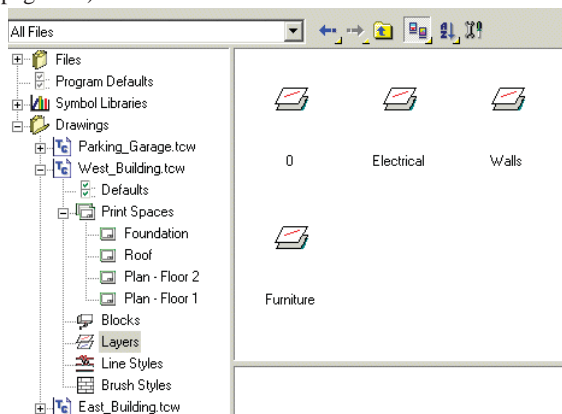 All Files
Files
Program Defaults
Symbol Libraries
Drawings
Parking_Garage.tcw
West_Building.tcw
Defaults
Print Spaces
Foundation
Roof
Plan - Floor 2
Plan - Floor 1
Blocks
Layers
Line Styles
Brush Styles
East_Building.tcw
0
Electrical
Walls
Furniture